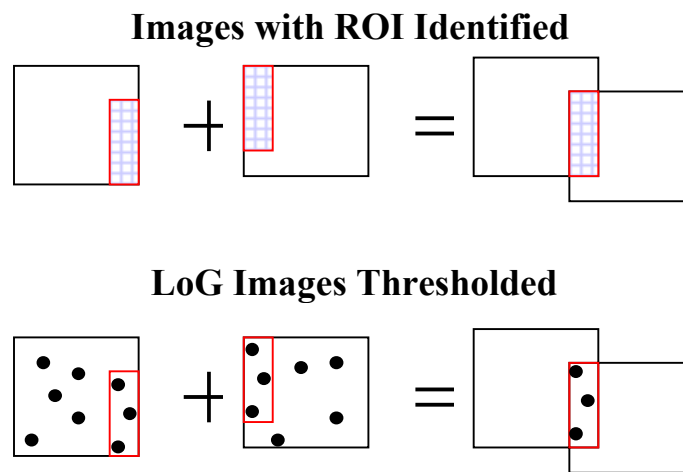 Images with ROI Identified
+ =
LoG Images Thresholded
+ =